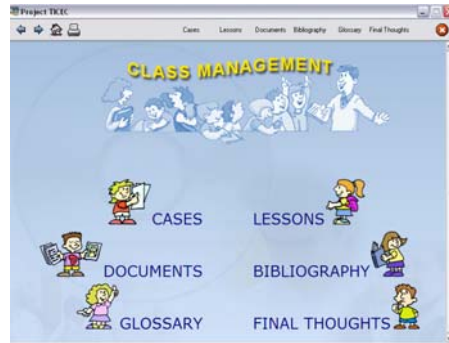 Project TICEC
Cases Lessons Documents Bibliography Glossary Final Thoughts
CLASS MANAGEMENT
CASES LESSONS
DOCUMENTS BIBLIOGRAPHY
GLOSSARY FINAL THOUGHTS